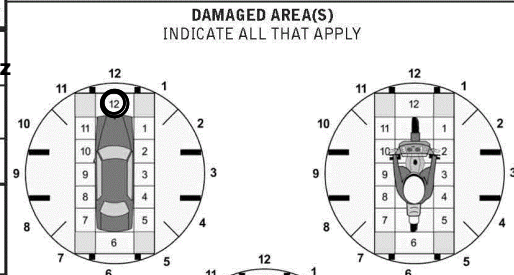 DAMAGED AREA(S)
INDICATE ALL THAT APPLY
z
12 12
11 1 11 1
12 12
10 2 10 2
11 1 11 1
10 2 10 2
9 9 3 3 9 9 3 3
8 4 8 4
8 4 8 4
7 5 7 5
6 6
7 5 7 5
6 12 6
11 1